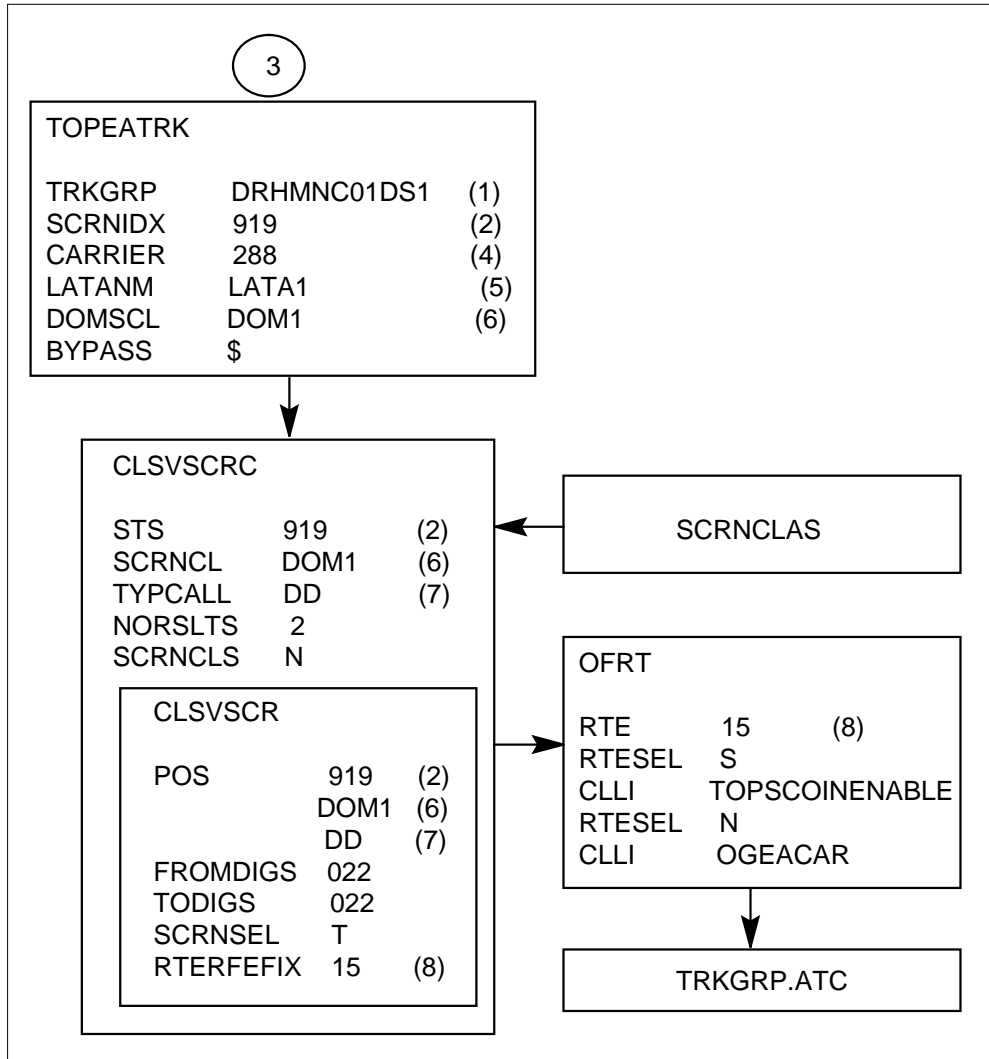 3
TOPEATRK
TRKGRP DRHMNC01DS1 (1)
SCRNIDX 919 (2)
CARRIER 288 (4)
LATANM LATA1 (5)
DOMSCL DOM1 (6)
BYPASS $
CLSVSCRC
STS 919 (2)
SCRNCL DOM1 (6)
TYPCALL DD (7)
NORSLTS 2
SCRNCLS N
CLSVSCR
POS 919 (2)
DOM1 (6)
DD (7)
FROMDIGS 022
TODIGS 022
SCRNSEL T
RTERFEFIX 15 (8)
SCRNCLAS
OFRT
RTE 15 (8)
RTESEL S
CLLI TOPSCOINENABLE
RTESEL N
CLLI OGEACAR
TRKGRP.ATC